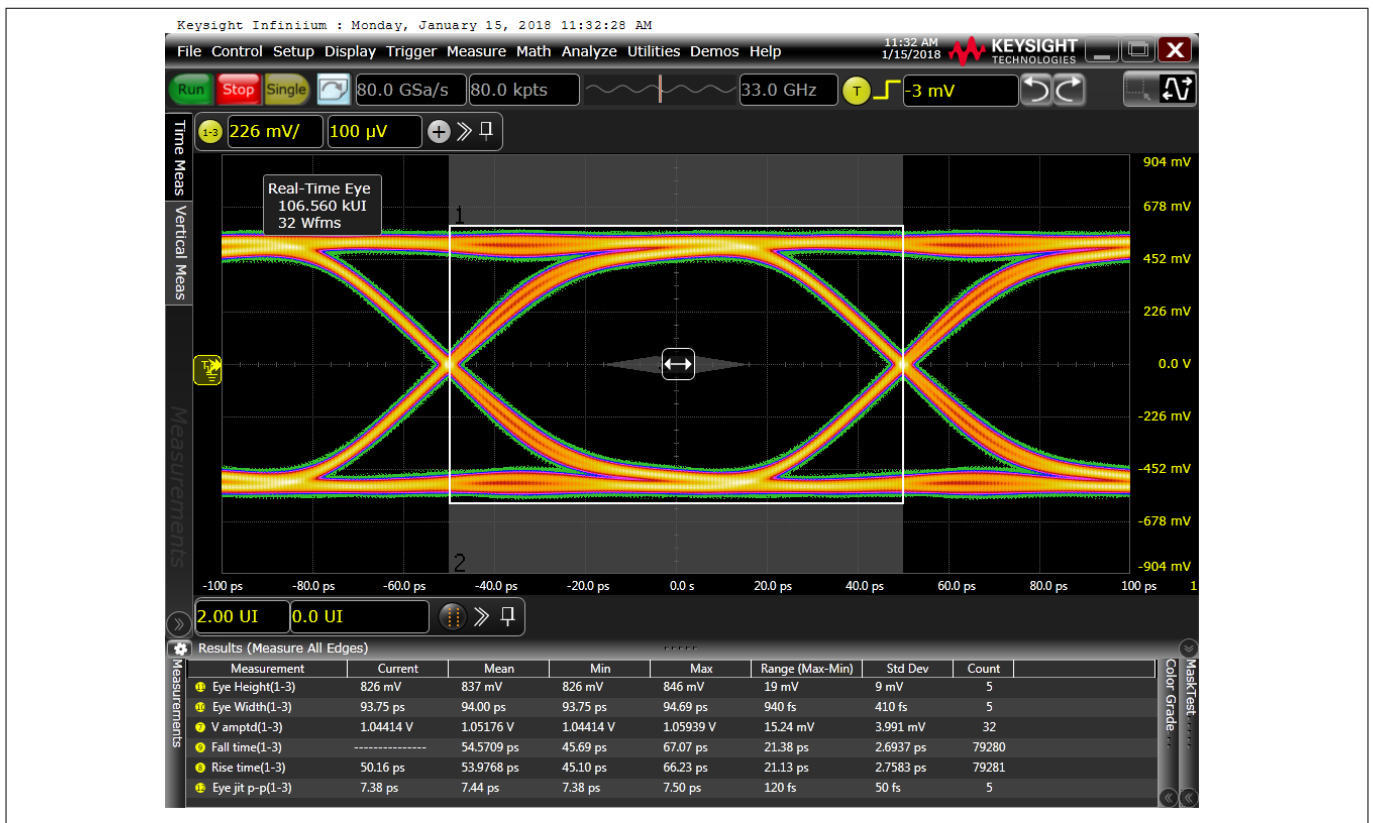 Keysight Infiniium : Monday, January 15, 2018 11:32:28 AM
File Control Setup Display Trigger Measure Math Analyze Utilities Demos Help
11:32 AM
1/15/2018
KEYSIGHT
TECHNOLOGIES
X
Run Stop Single 80.0 GSa/s 80.0 kpts 33.0 GHz T -3 mV
Time Meas
Vertical Meas
Measurements
1-3 226 mV/ 100 µV
Real-Time Eye
106.560 kUI
32 Wfms
1
2
904 mV
678 mV
452 mV
226 mV
0.0 V
-226 mV
-452 mV
-678 mV
-904 mV
-100 ps -80.0 ps -60.0 ps -40.0 ps -20.0 ps 0.0 s 20.0 ps 40.0 ps 60.0 ps 80.0 ps 100 ps 1
2.00 UI 0.0 UI
Results (Measure All Edges)
Measurement Current Mean Min Max Range (Max-Min) Std Dev Count
11 Eye Height(1-3) 826 mV 837 mV 826 mV 846 mV 19 mV 9 mV 5
10 Eye Width(1-3) 93.75 ps 94.00 ps 93.75 ps 94.69 ps 940 fs 410 fs 5
7 V amptd(1-3) 1.04414 V 1.05176 V 1.04414 V 1.05939 V 15.24 mV 3.991 mV 32
9 Fall time(1-3) --------------- 54.5709 ps 45.69 ps 67.07 ps 21.38 ps 2.6937 ps 79280
8 Rise time(1-3) 50.16 ps 53.9768 ps 45.10 ps 66.23 ps 21.13 ps 2.7583 ps 79281
12 Eye jit p-p(1-3) 7.38 ps 7.44 ps 7.38 ps 7.50 ps 120 fs 50 fs 5
Measurements
Color Grade
MaskTest